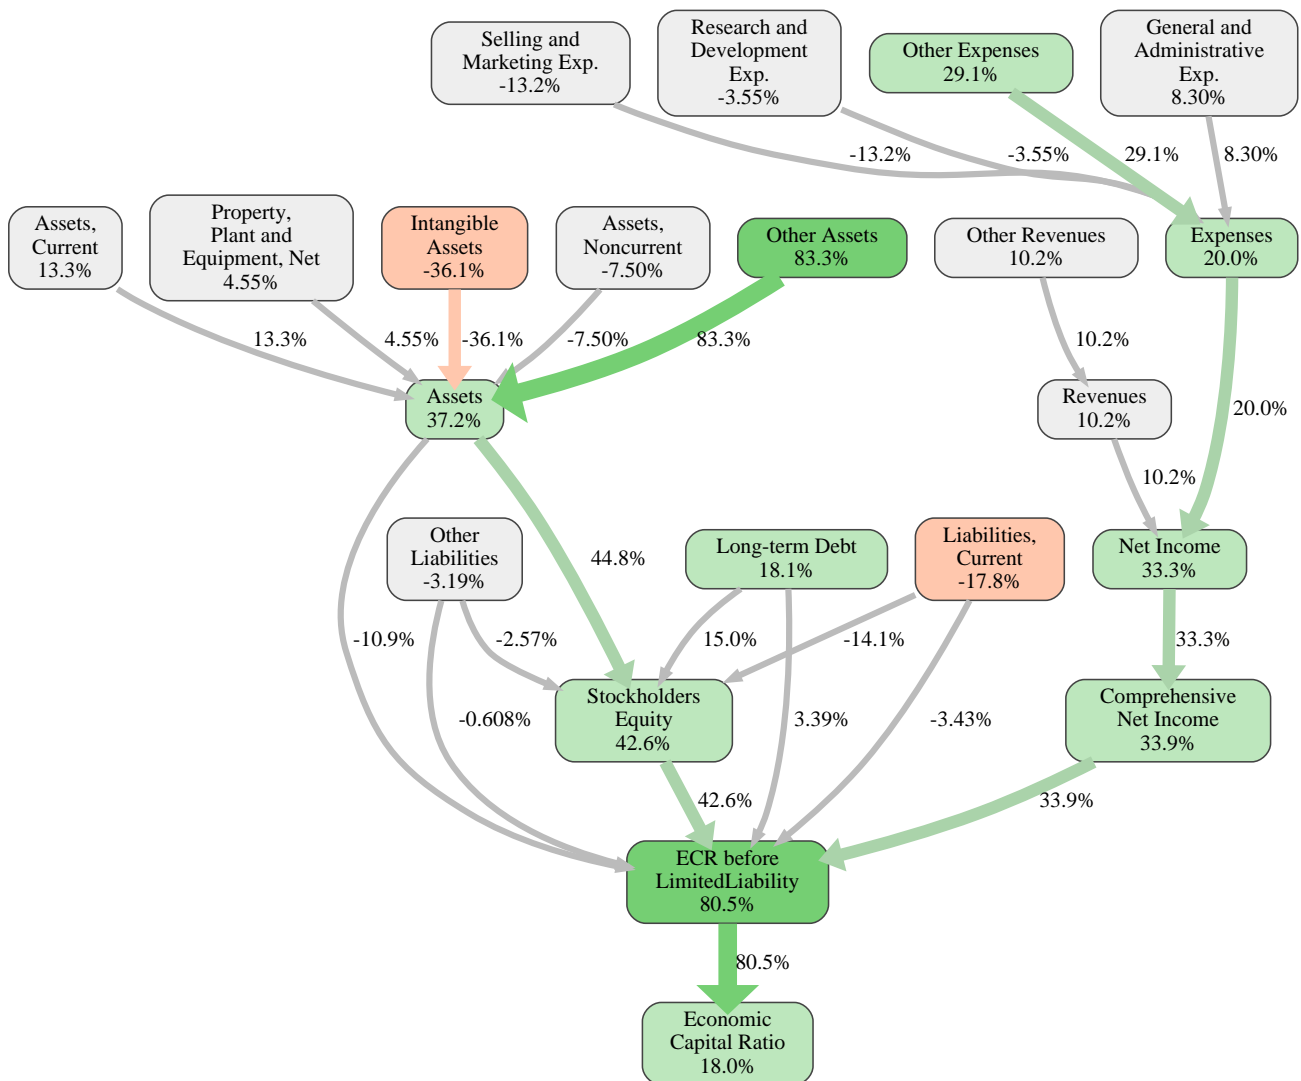 Selling and
Marketing Exp.
-13.2%
Research and
Development
Exp.
-3.55%
Other Expenses
29.1%
General and
Administrative
Exp.
8.30%
-13.2%
-3.55%
29.1%
8.30%
Assets,
Current
13.3%
Property,
Plant and
Equipment, Net
4.55%
Intangible
Assets
-36.1%
Assets,
Noncurrent
-7.50%
Other Assets
83.3%
Other Revenues
10.2%
Expenses
20.0%
13.3%
4.55%
-36.1%
-7.50%
83.3%
10.2%
Assets
37.2%
Revenues
10.2%
20.0%
10.2%
Other
Liabilities
-3.19%
44.8%
Long-term Debt
18.1%
Liabilities,
Current
-17.8%
Net Income
33.3%
-10.9%
-2.57%
15.0%
-14.1%
33.3%
Stockholders
Equity
42.6%
Comprehensive
Net Income
33.9%
-0.608%
3.39%
-3.43%
42.6%
33.9%
ECR before
LimitedLiability
80.5%
80.5%
Economic
Capital Ratio
18.0%